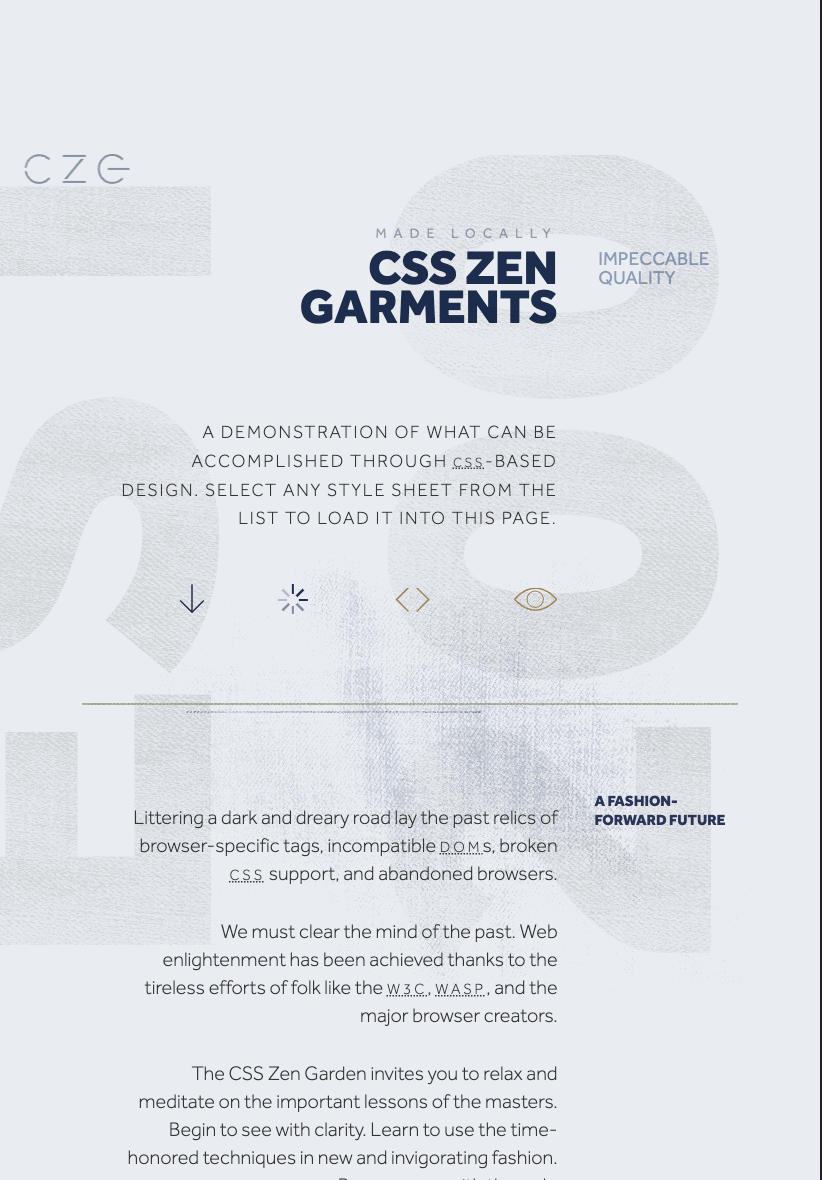 cze
EST
200
MADE LOCALLY
CSS ZEN
GARMENTS
IMPECCABLE
QUALITY
A DEMONSTRATION OF WHAT CAN BE
ACCOMPLISHED THROUGH CSS-BASED
DESIGN. SELECT ANY STYLE SHEET FROM THE
LIST TO LOAD IT INTO THIS PAGE.
A FASHION-
FORWARD FUTURE
Littering a dark and dreary road lay the past relics of
browser-specific tags, incompatible DOMs, broken
CSS support, and abandoned browsers.
We must clear the mind of the past. Web
enlightenment has been achieved thanks to the
tireless efforts of folk like the W3C, WASP, and the
major browser creators.
The CSS Zen Garden invites you to relax and
meditate on the important lessons of the masters.
Begin to see with clarity. Learn to use the time-
honored techniques in new and invigorating fashion.